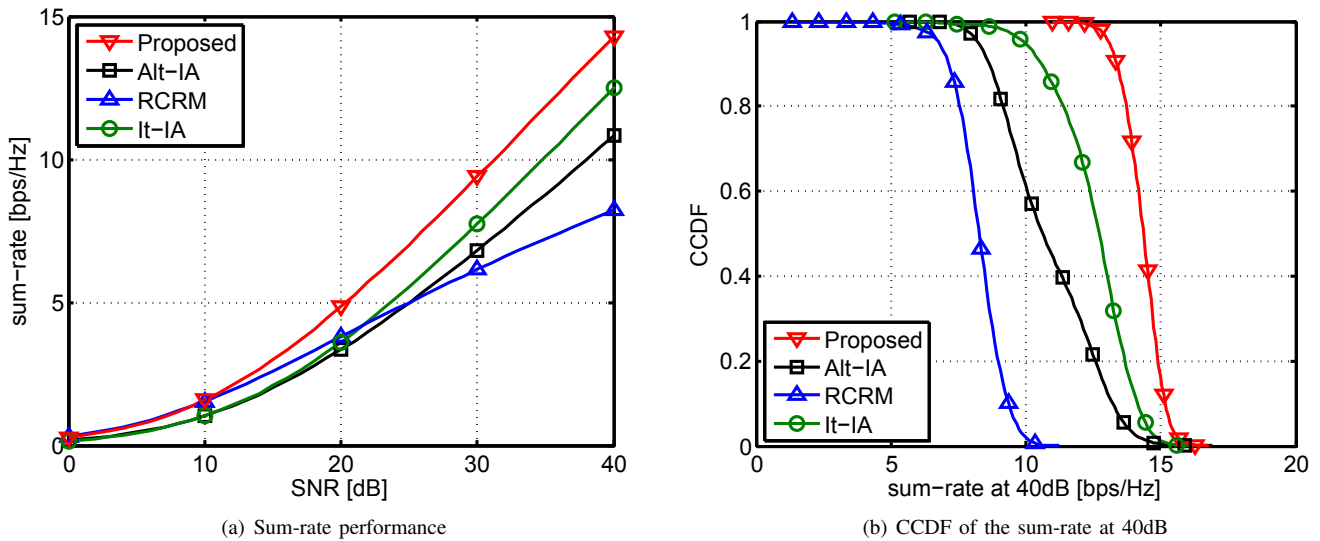 15
10
5
0
0
10
20
30
40
sum-rate [bps/Hz]
SNR [dB]
Proposed
Alt-IA
RCRM
It-IA
(a) Sum-rate performance
1
0.8
0.6
0.4
0.2
0
0
5
10
15
20
CCDF
sum-rate at 40dB [bps/Hz]
Proposed
Alt-IA
RCRM
It-IA
(b) CCDF of the sum-rate at 40dB